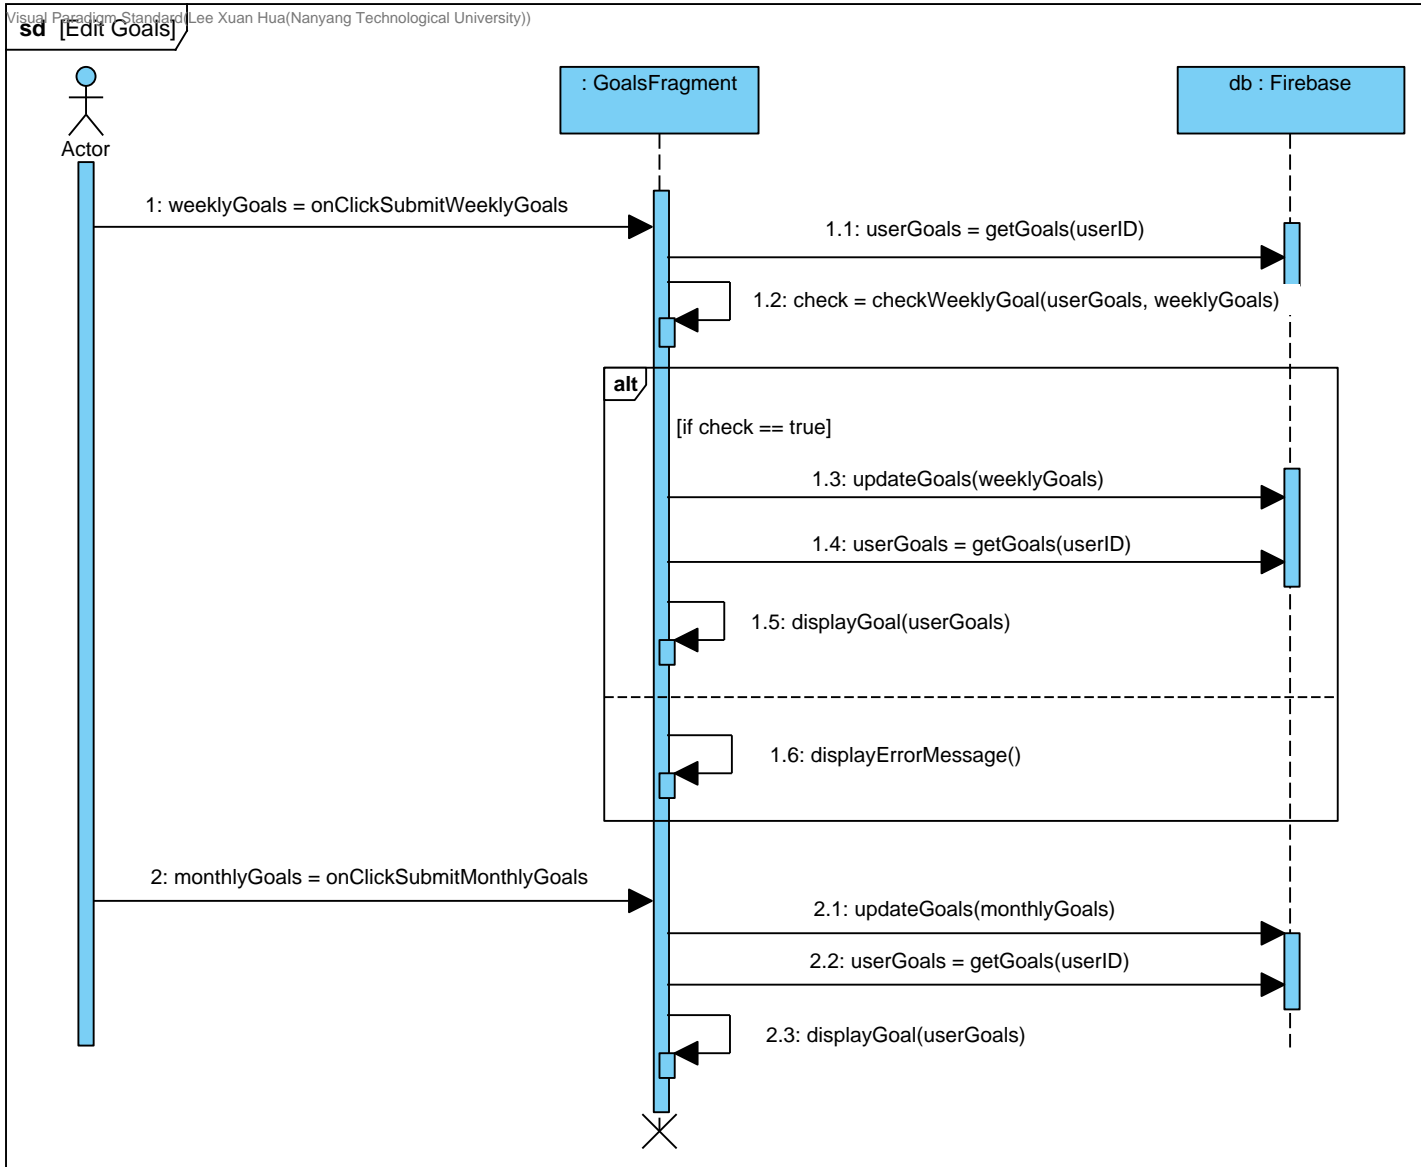 Visual Paradigm Standard(Lee Xuan Hua(Nanyang Technological University))
sd [Edit Goals]
: GoalsFragment
db : Firebase
Actor
1: weeklyGoals = onClickSubmitWeeklyGoals
1.1: userGoals = getGoals(userID)
1.2: check = checkWeeklyGoal(userGoals, weeklyGoals)
alt
[if check == true]
1.3: updateGoals(weeklyGoals)
1.4: userGoals = getGoals(userID)
1.5: displayGoal(userGoals)
1.6: displayErrorMessage()
2: monthlyGoals = onClickSubmitMonthlyGoals
2.1: updateGoals(monthlyGoals)
2.2: userGoals = getGoals(userID)
2.3: displayGoal(userGoals)